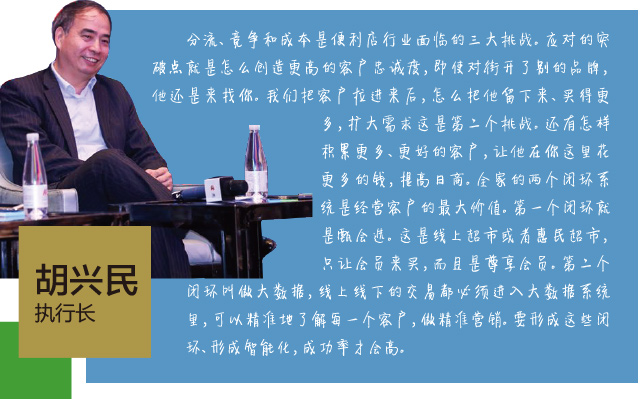 分流、竞争和成本是便利店行业面临的三大挑战。应对的突
破点就是怎么创造更高的客户忠诚度,即使对街开了别的品牌,
他还是来找你。我们把客户拉进来后,怎么把他留下来、买得更
多,扩大需求这是第二个挑战。还有怎样
积累更多、更好的客户,让他在你这里花
更多的钱,提高日商。全家的两个闭环系
统是经营客户的最大价值。第一个闭环就
是甄会选。这是线上超市或者惠民超市,
只让会员来买,而且是尊享会员。第二个
闭环叫做大数据,线上线下的交易都必须进入大数据系统
里,可以精准地了解每一个客户,做精准营销。要形成这些闭
环、形成智能化,成功率才会高。
胡兴民
执行长